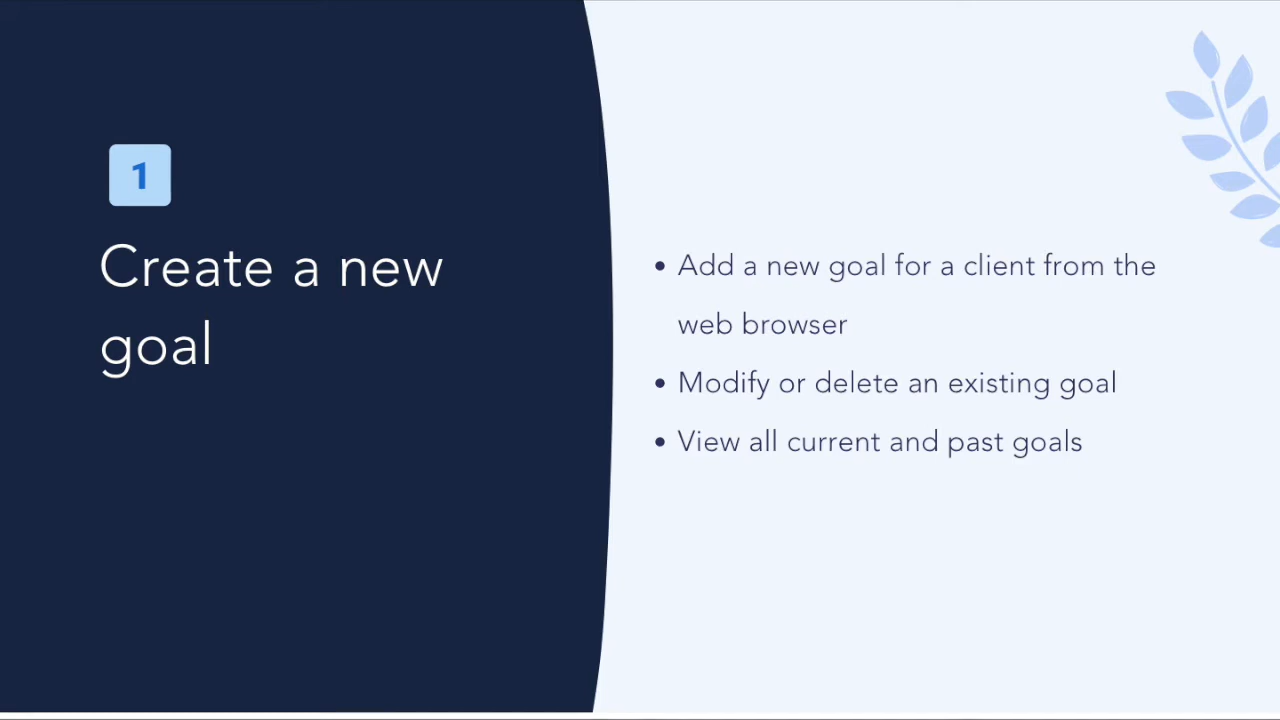 1
Create a new
goal
• Add a new goal for a client from the
web browser
• Modify or delete an existing goal
• View all current and past goals